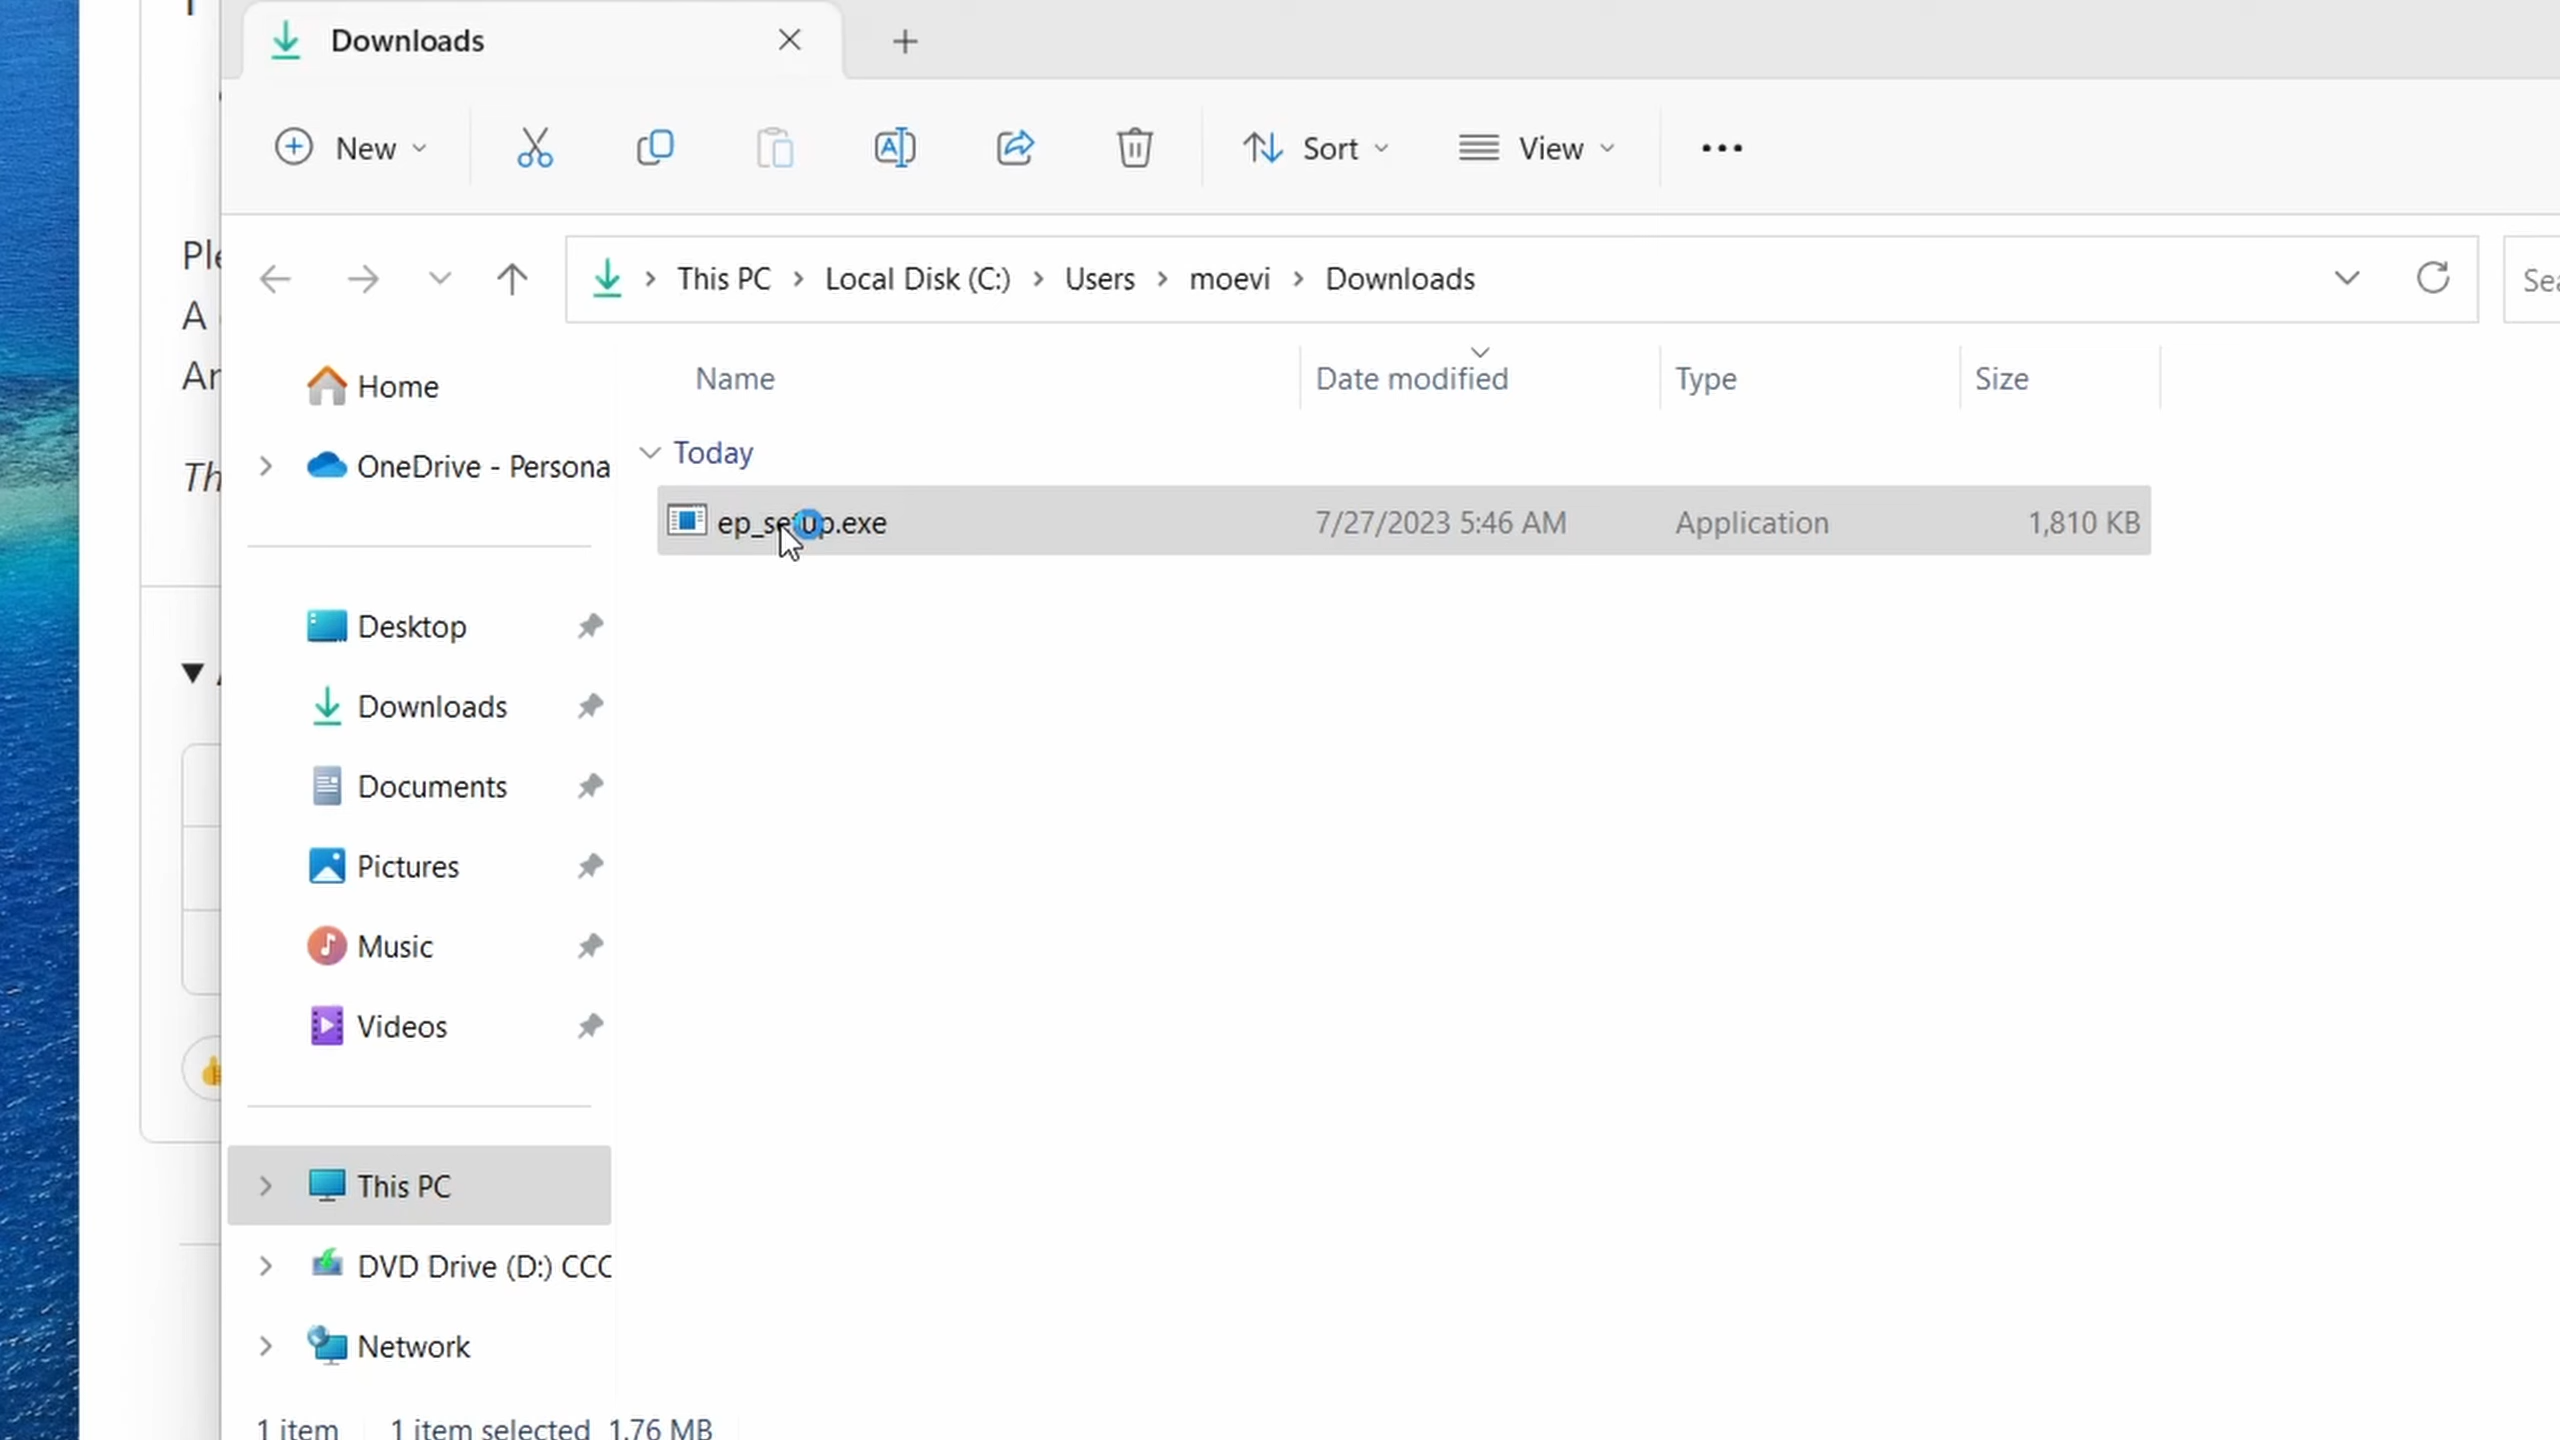 Downloads
New
Sort
View
This PC
Local Disk (C:)
Users
moevi
Downloads
Name
Date modified
Type
Size
Today
ep_setup.exe
7/27/2023 5:46 AM
Application
1,810 KB
Home
OneDrive - Persona
Desktop
Downloads
Documents
Pictures
Music
Videos
This PC
DVD Drive (D:) CCC
Network
1 item
1 item selected 1.76 MB
A